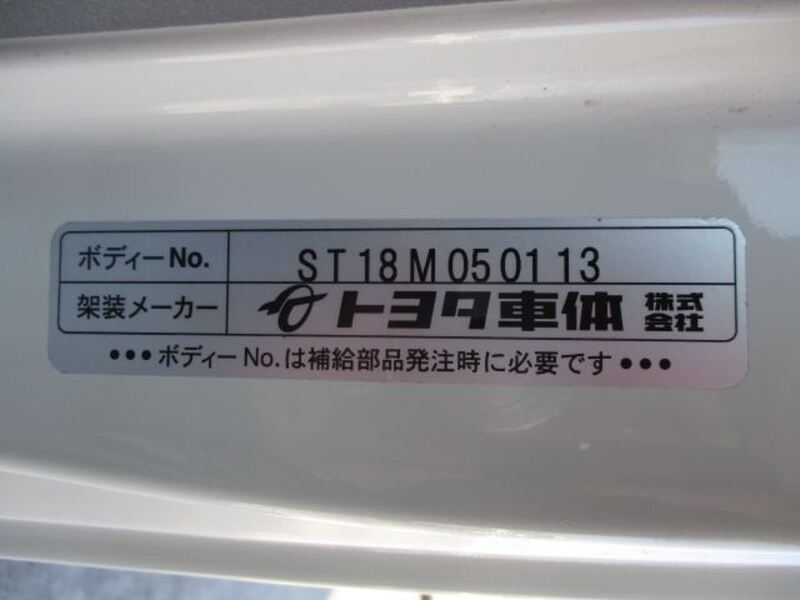 ボディーNo. ST18M050113
架装メーカー トヨタ車体 株式会社
•••ボディーNo.は補給部品発注時に必要です•••